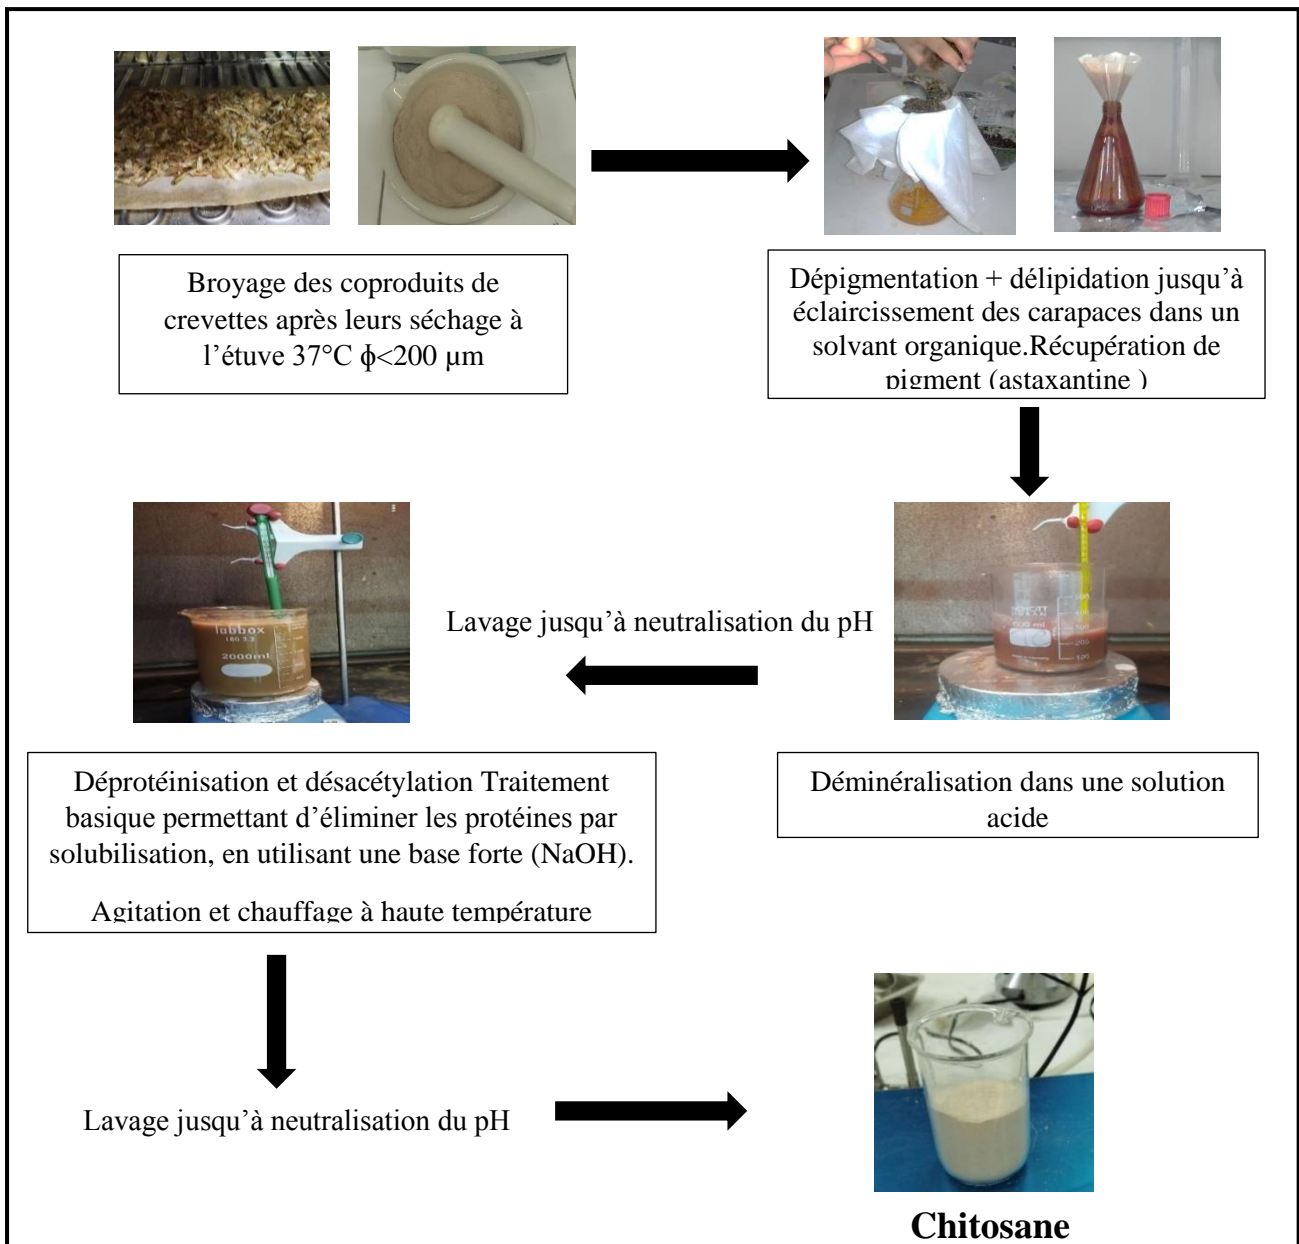 Broyage des coproduits de
crevettes après leurs séchage à
l'étuve 37°C ϕ<200 µm
Dépigmentation + délipidation jusqu'à
éclaircissement des carapaces dans un
solvant organique.Récupération de
pigment (astaxantine )
Lavage jusqu'à neutralisation du pH
labbox
2000ml
Déminéralisation dans une solution
acide
Déprotéinisation et désacétylation Traitement
basique permettant d'éliminer les protéines par
solubilisation, en utilisant une base forte (NaOH).
Agitation et chauffage à haute température
Lavage jusqu'à neutralisation du pH
Chitosane